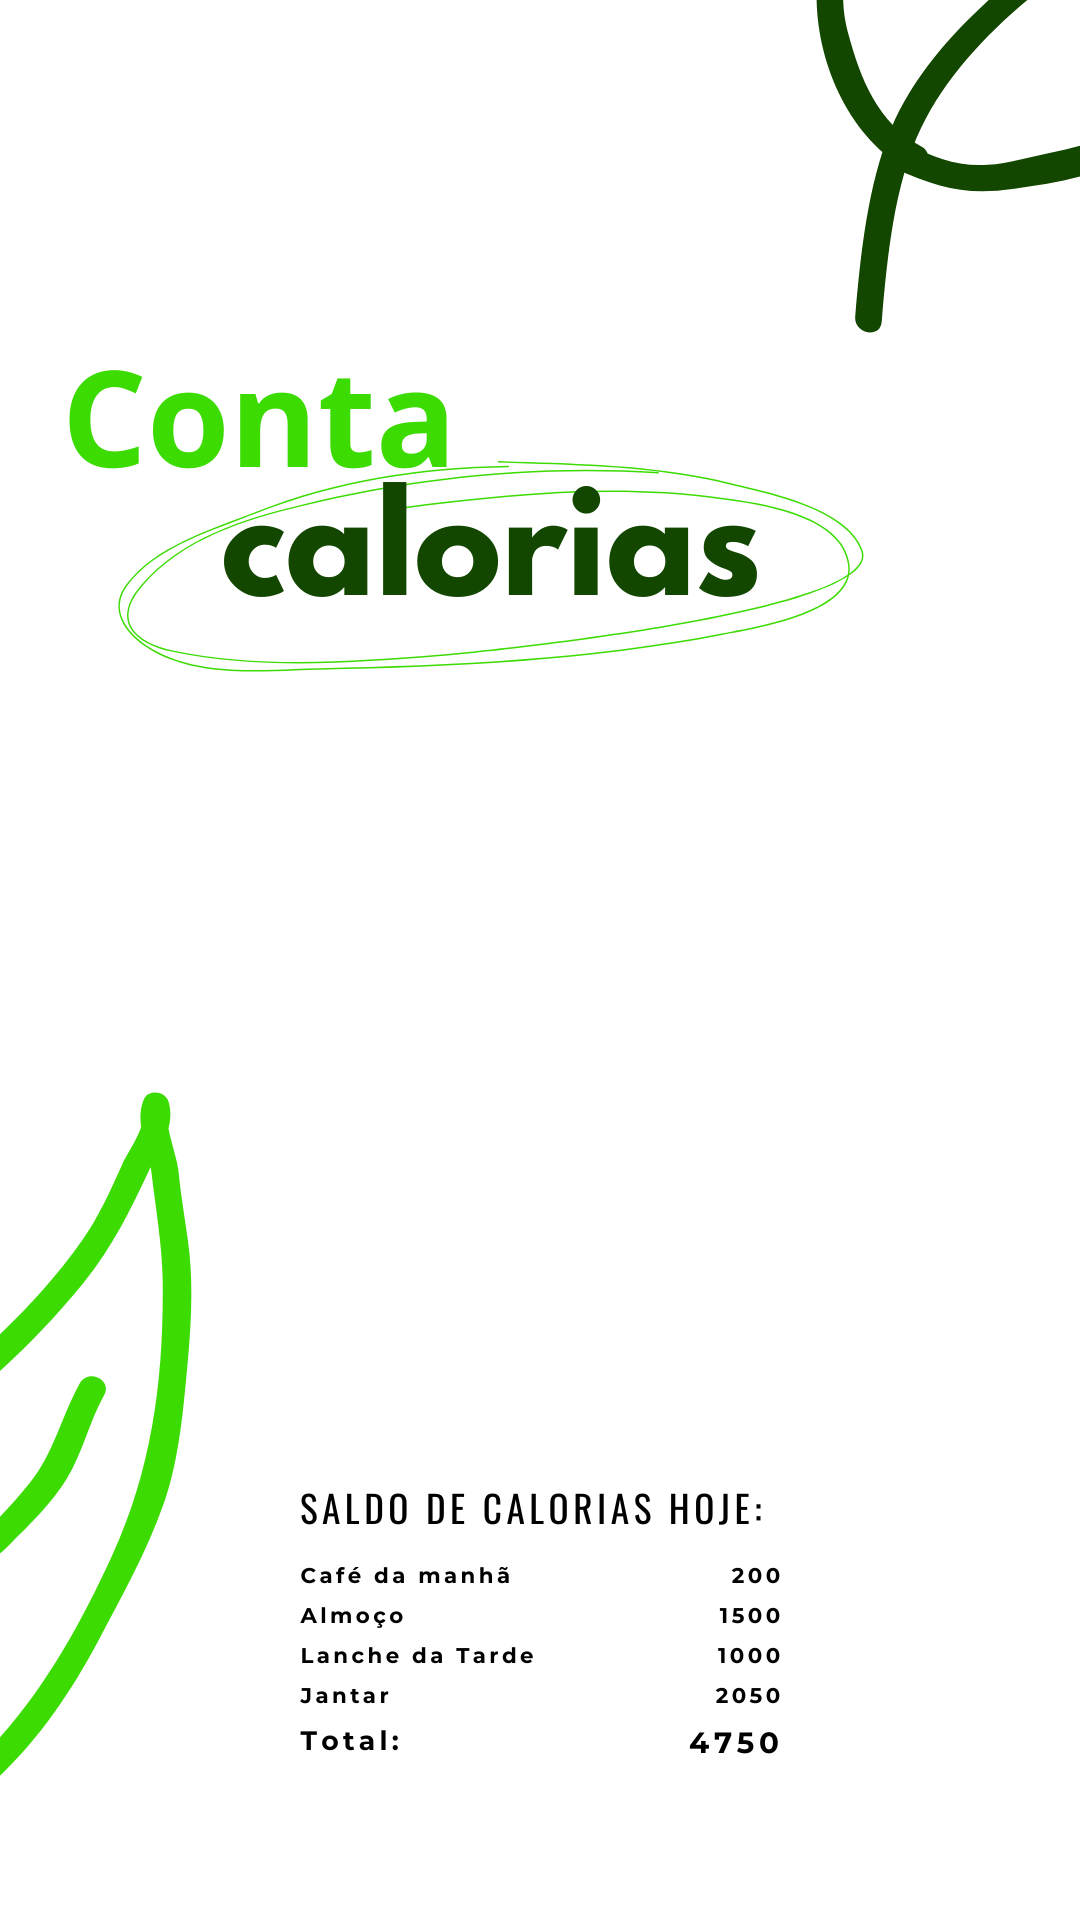 Conta
calorias
SALDO DE CALORIAS HOJE:
Café da manhã 200
Almoço 1500
Lanche da Tarde 1000
Jantar 2050
Total: 4750